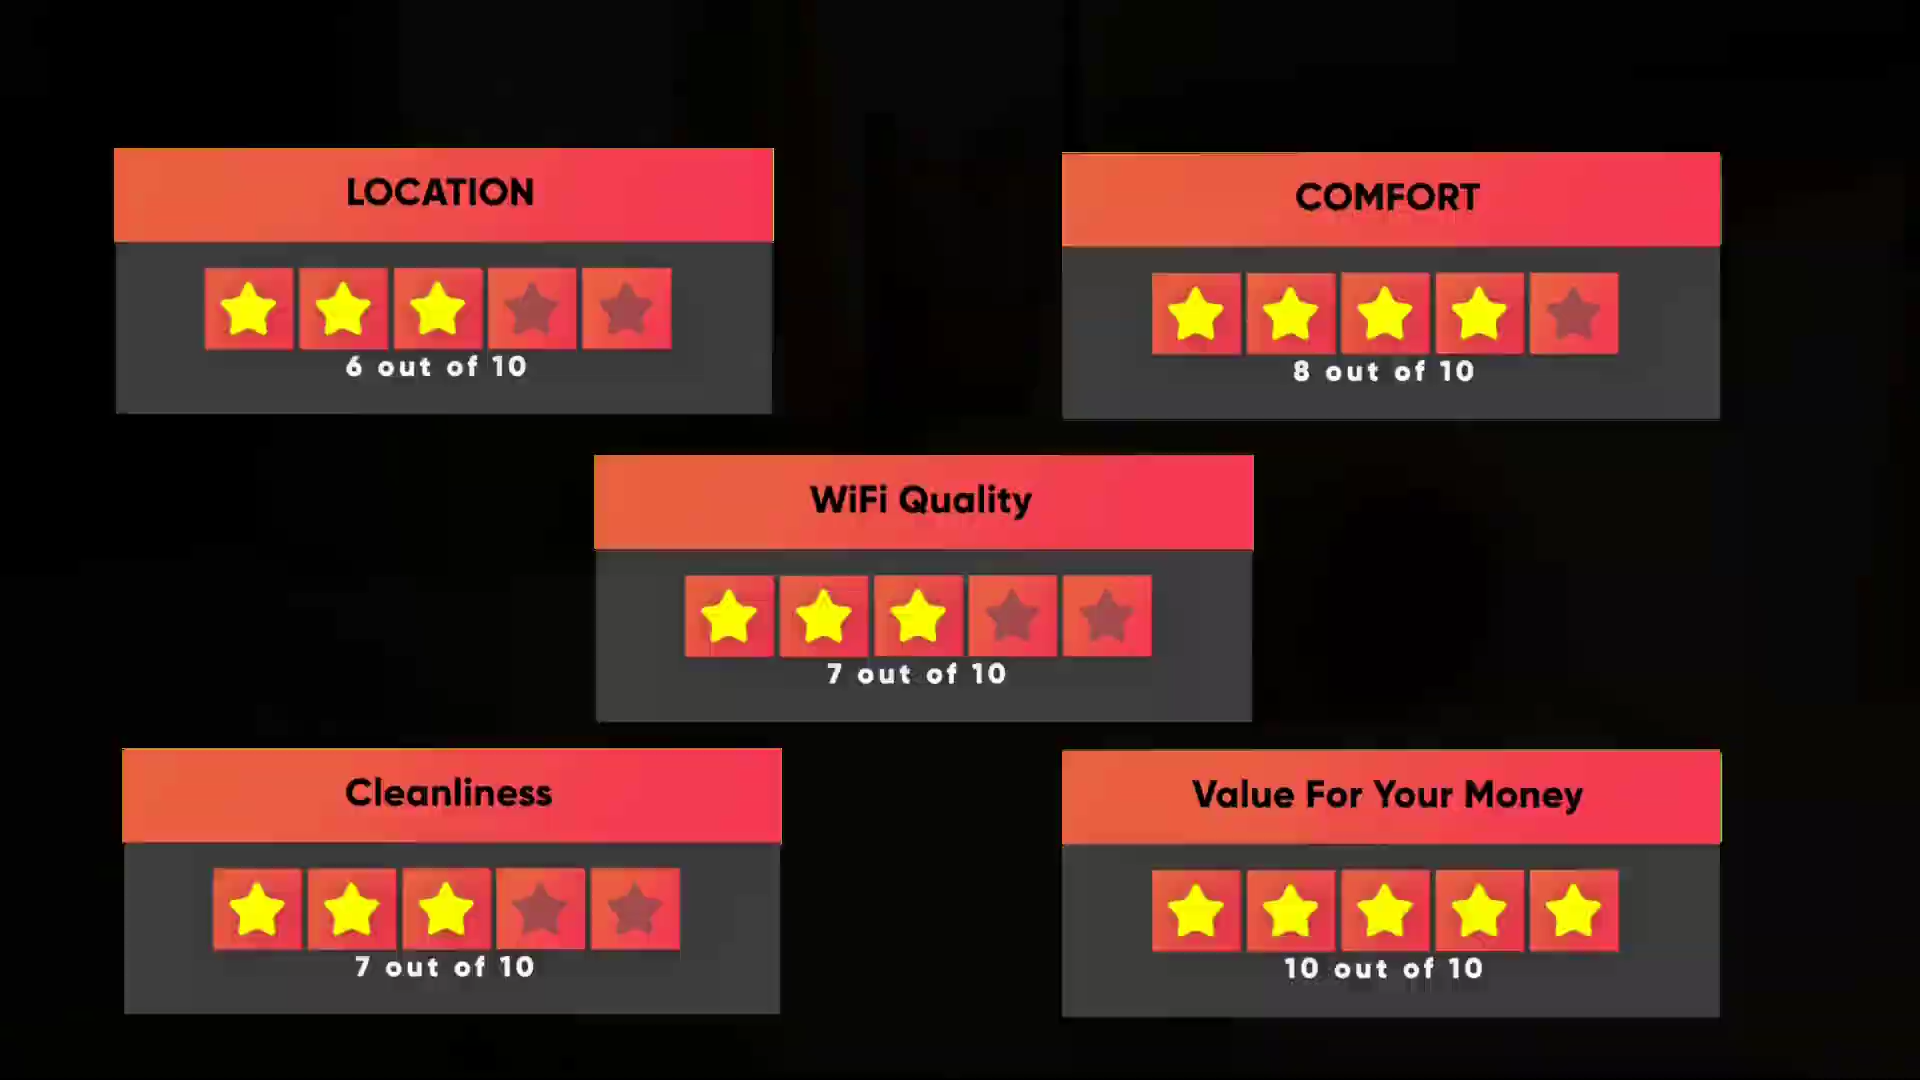 LOCATION
6 out of 10
COMFORT
8 out of 10
WiFi Quality
7 out of 10
Cleanliness
7 out of 10
Value For Your Money
10 out of 10